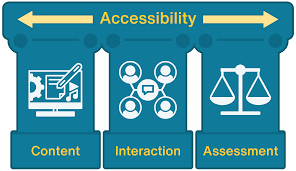 Accessibility
Content
Interaction
Assessment